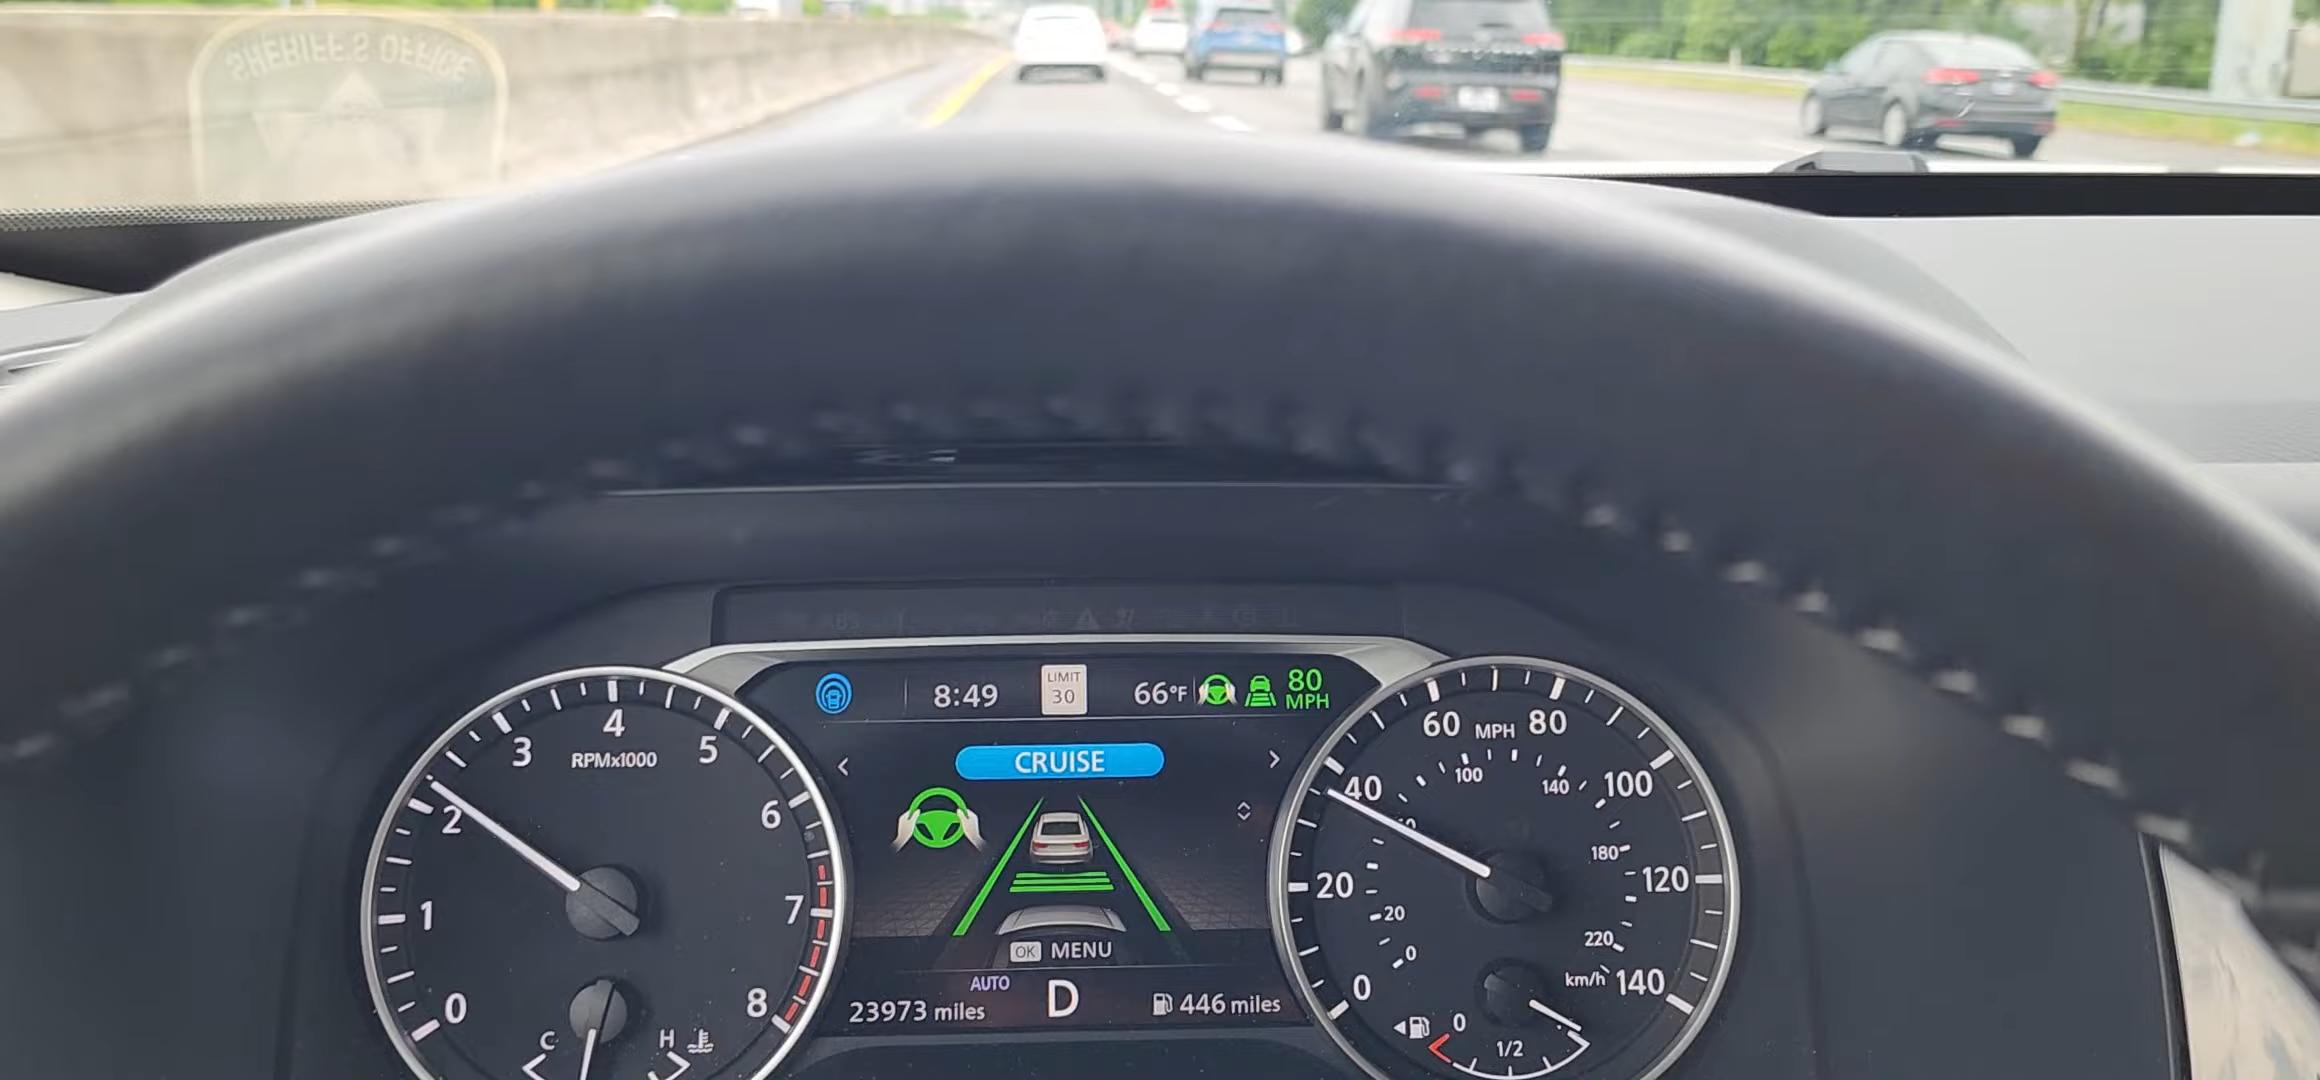 SHERIFF'S OFFICE
ABS
8:49
LIMIT
30
66°F
80
MPH
CRUISE
OK MENU
AUTO
D
23973 miles
446 miles
0
1
2
3
4
5
6
7
8
RPMx1000
C
H
0
20
40
60
80
100
120
140
MPH
0
20
100
140
180
220
km/h
0
1/2